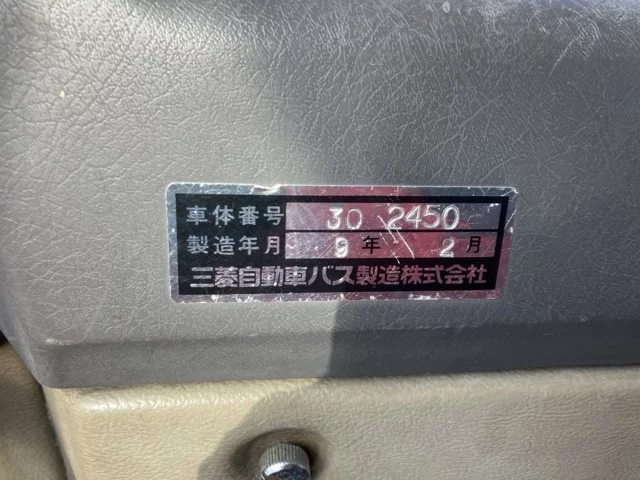 車体番号 30 2450
製造年月 9年 2月
三菱自動車バス製造株式会社